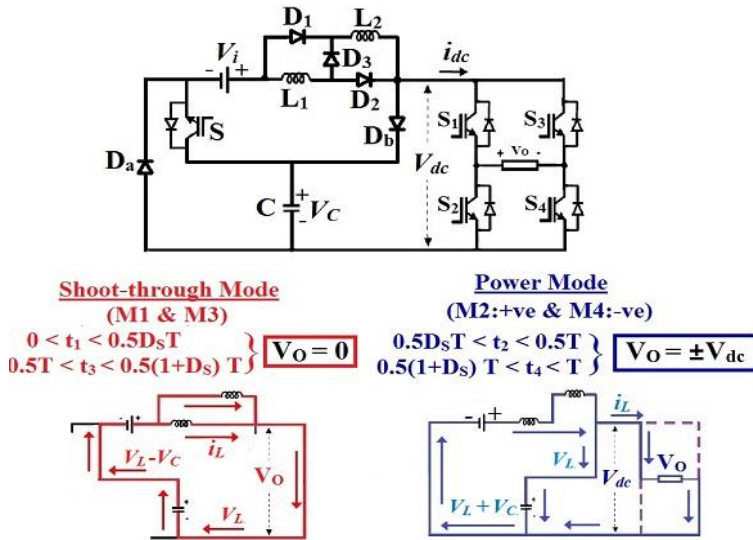 D1 L2
Vi D3 idc
L1 D2
S1 S3
S Db
Da Vdc + vo -
C VC S2 S4
Shoot-through Mode
(M1 & M3)
0 < t1 < 0.5DST
0.5T < t3 < 0.5(1+DS) T
VO = 0
Power Mode
(M2:+ve & M4:-ve)
0.5DST < t2 < 0.5T
0.5(1+DS) T < t4 < T
VO = ±Vdc
iL
VL-VC
VO
VL
iL
VL
Vdc
VO
VL + VC